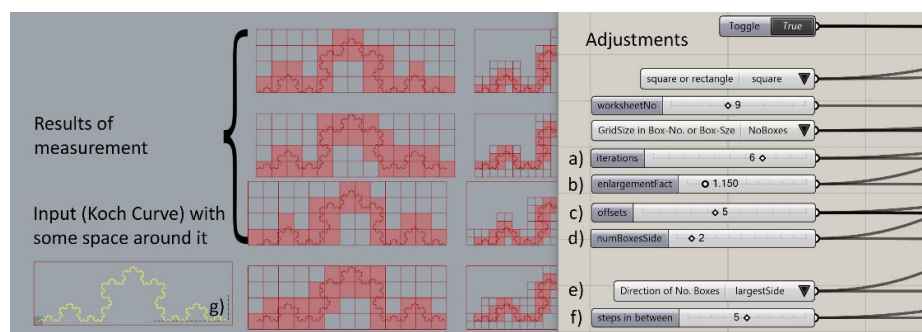 Results of
measurement
Input (Koch Curve) with
some space around it
g)
Adjustments
Toggle True
square or rectangle square
worksheetNo 9
GridSize in Box-No. or Box-Sze NoBoxes
a) iterations 6
b) enlargementFact 1.150
c) offsets 5
d) numBoxesSide 2
e) Direction of No. Boxes largestSide
f) steps in between 5